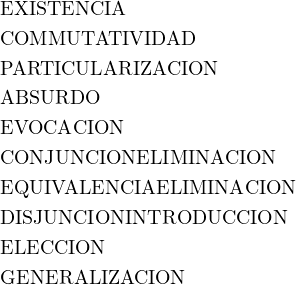 EXISTENCIA
COMMUTATIVIDAD
PARTICULARIZACION
ABSURDO
EVOCACION
CONJUNCIONELIMINACION
EQUIVALENCIAELIMINACION
DISJUNCIONINTRODUCCION
ELECCION
GENERALIZACION